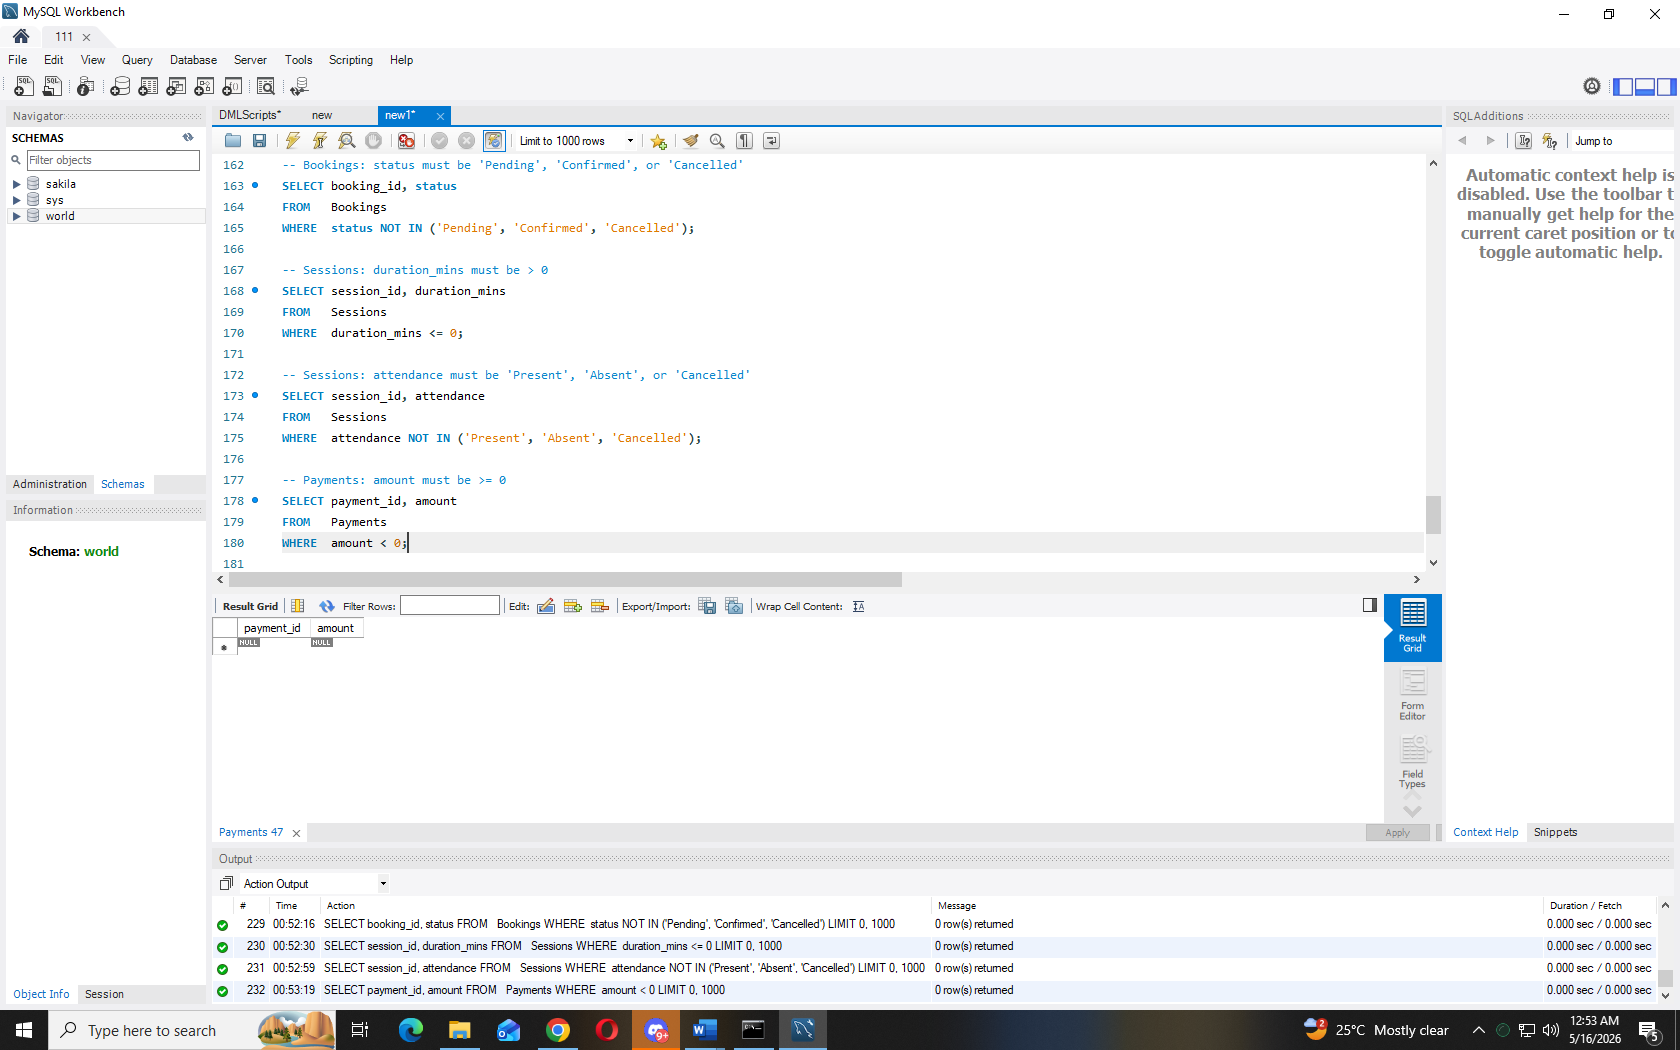 MySQL Workbench
111
File Edit View Query Database Server Tools Scripting Help
Navigator
SCHEMAS
Filter objects
sakila
sys
world
Administration Schemas
Information
Schema: world
Object Info Session
DMLScripts* new new1*
Limit to 1000 rows
162 -- Bookings: status must be 'Pending', 'Confirmed', or 'Cancelled'
163 SELECT booking_id, status
164 FROM Bookings
165 WHERE status NOT IN ('Pending', 'Confirmed', 'Cancelled');
166
167 -- Sessions: duration_mins must be > 0
168 SELECT session_id, duration_mins
169 FROM Sessions
170 WHERE duration_mins <= 0;
171
172 -- Sessions: attendance must be 'Present', 'Absent', or 'Cancelled'
173 SELECT session_id, attendance
174 FROM Sessions
175 WHERE attendance NOT IN ('Present', 'Absent', 'Cancelled');
176
177 -- Payments: amount must be >= 0
178 SELECT payment_id, amount
179 FROM Payments
180 WHERE amount < 0;
181
Result Grid Filter Rows: Edit: Export/Import: Wrap Cell Content:
payment_id amount
NULL NULL
Result
Grid
Form
Editor
Field
Types
Payments 47
Apply
SQLAdditions
Jump to
Automatic context help is
disabled. Use the toolbar t
manually get help for the
current caret position or to
toggle automatic help.
Context Help Snippets
Output
Action Output
# Time Action Message Duration / Fetch
229 00:52:16 SELECT booking_id, status FROM Bookings WHERE status NOT IN ('Pending', 'Confirmed', 'Cancelled') LIMIT 0, 1000 0 row(s) returned 0.000 sec / 0.000 sec
230 00:52:30 SELECT session_id, duration_mins FROM Sessions WHERE duration_mins <= 0 LIMIT 0, 1000 0 row(s) returned 0.000 sec / 0.000 sec
231 00:52:59 SELECT session_id, attendance FROM Sessions WHERE attendance NOT IN ('Present', 'Absent', 'Cancelled') LIMIT 0, 1000 0 row(s) returned 0.000 sec / 0.000 sec
232 00:53:19 SELECT payment_id, amount FROM Payments WHERE amount < 0 LIMIT 0, 1000 0 row(s) returned 0.000 sec / 0.000 sec
Type here to search
9+
2
25°C Mostly clear
12:53 AM
5/16/2026
5